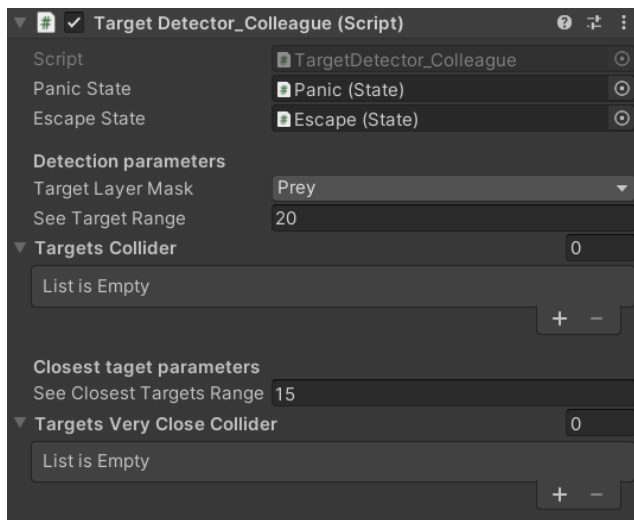 Target Detector_Colleague (Script)
Script TargetDetector_Colleague
Panic State Panic (State)
Escape State Escape (State)
Detection parameters
Target Layer Mask Prey
See Target Range 20
Targets Collider 0
List is Empty
Closest taget parameters
See Closest Targets Range 15
Targets Very Close Collider 0
List is Empty